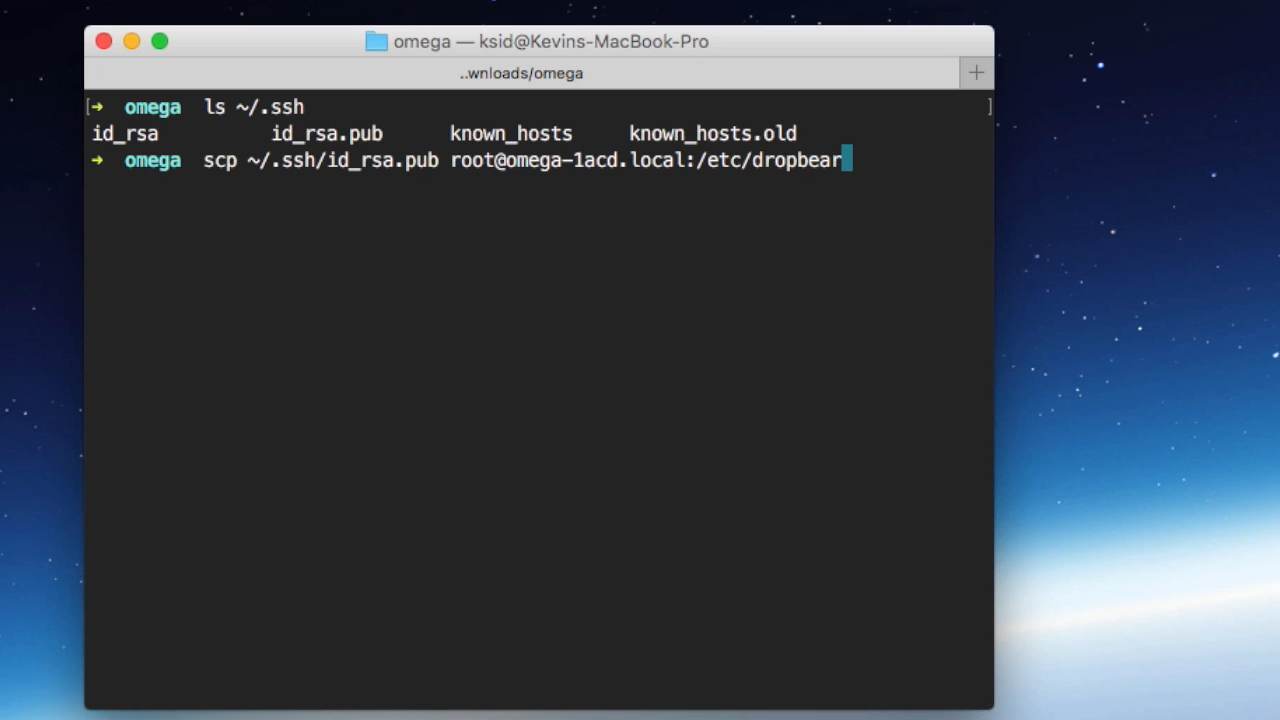 omega — ksid@Kevins-MacBook-Pro
..wnloads/omega
[➜ omega ls ~/.ssh ]
id_rsa id_rsa.pub known_hosts known_hosts.old
➜ omega scp ~/.ssh/id_rsa.pub root@omega-1acd.local:/etc/dropbear